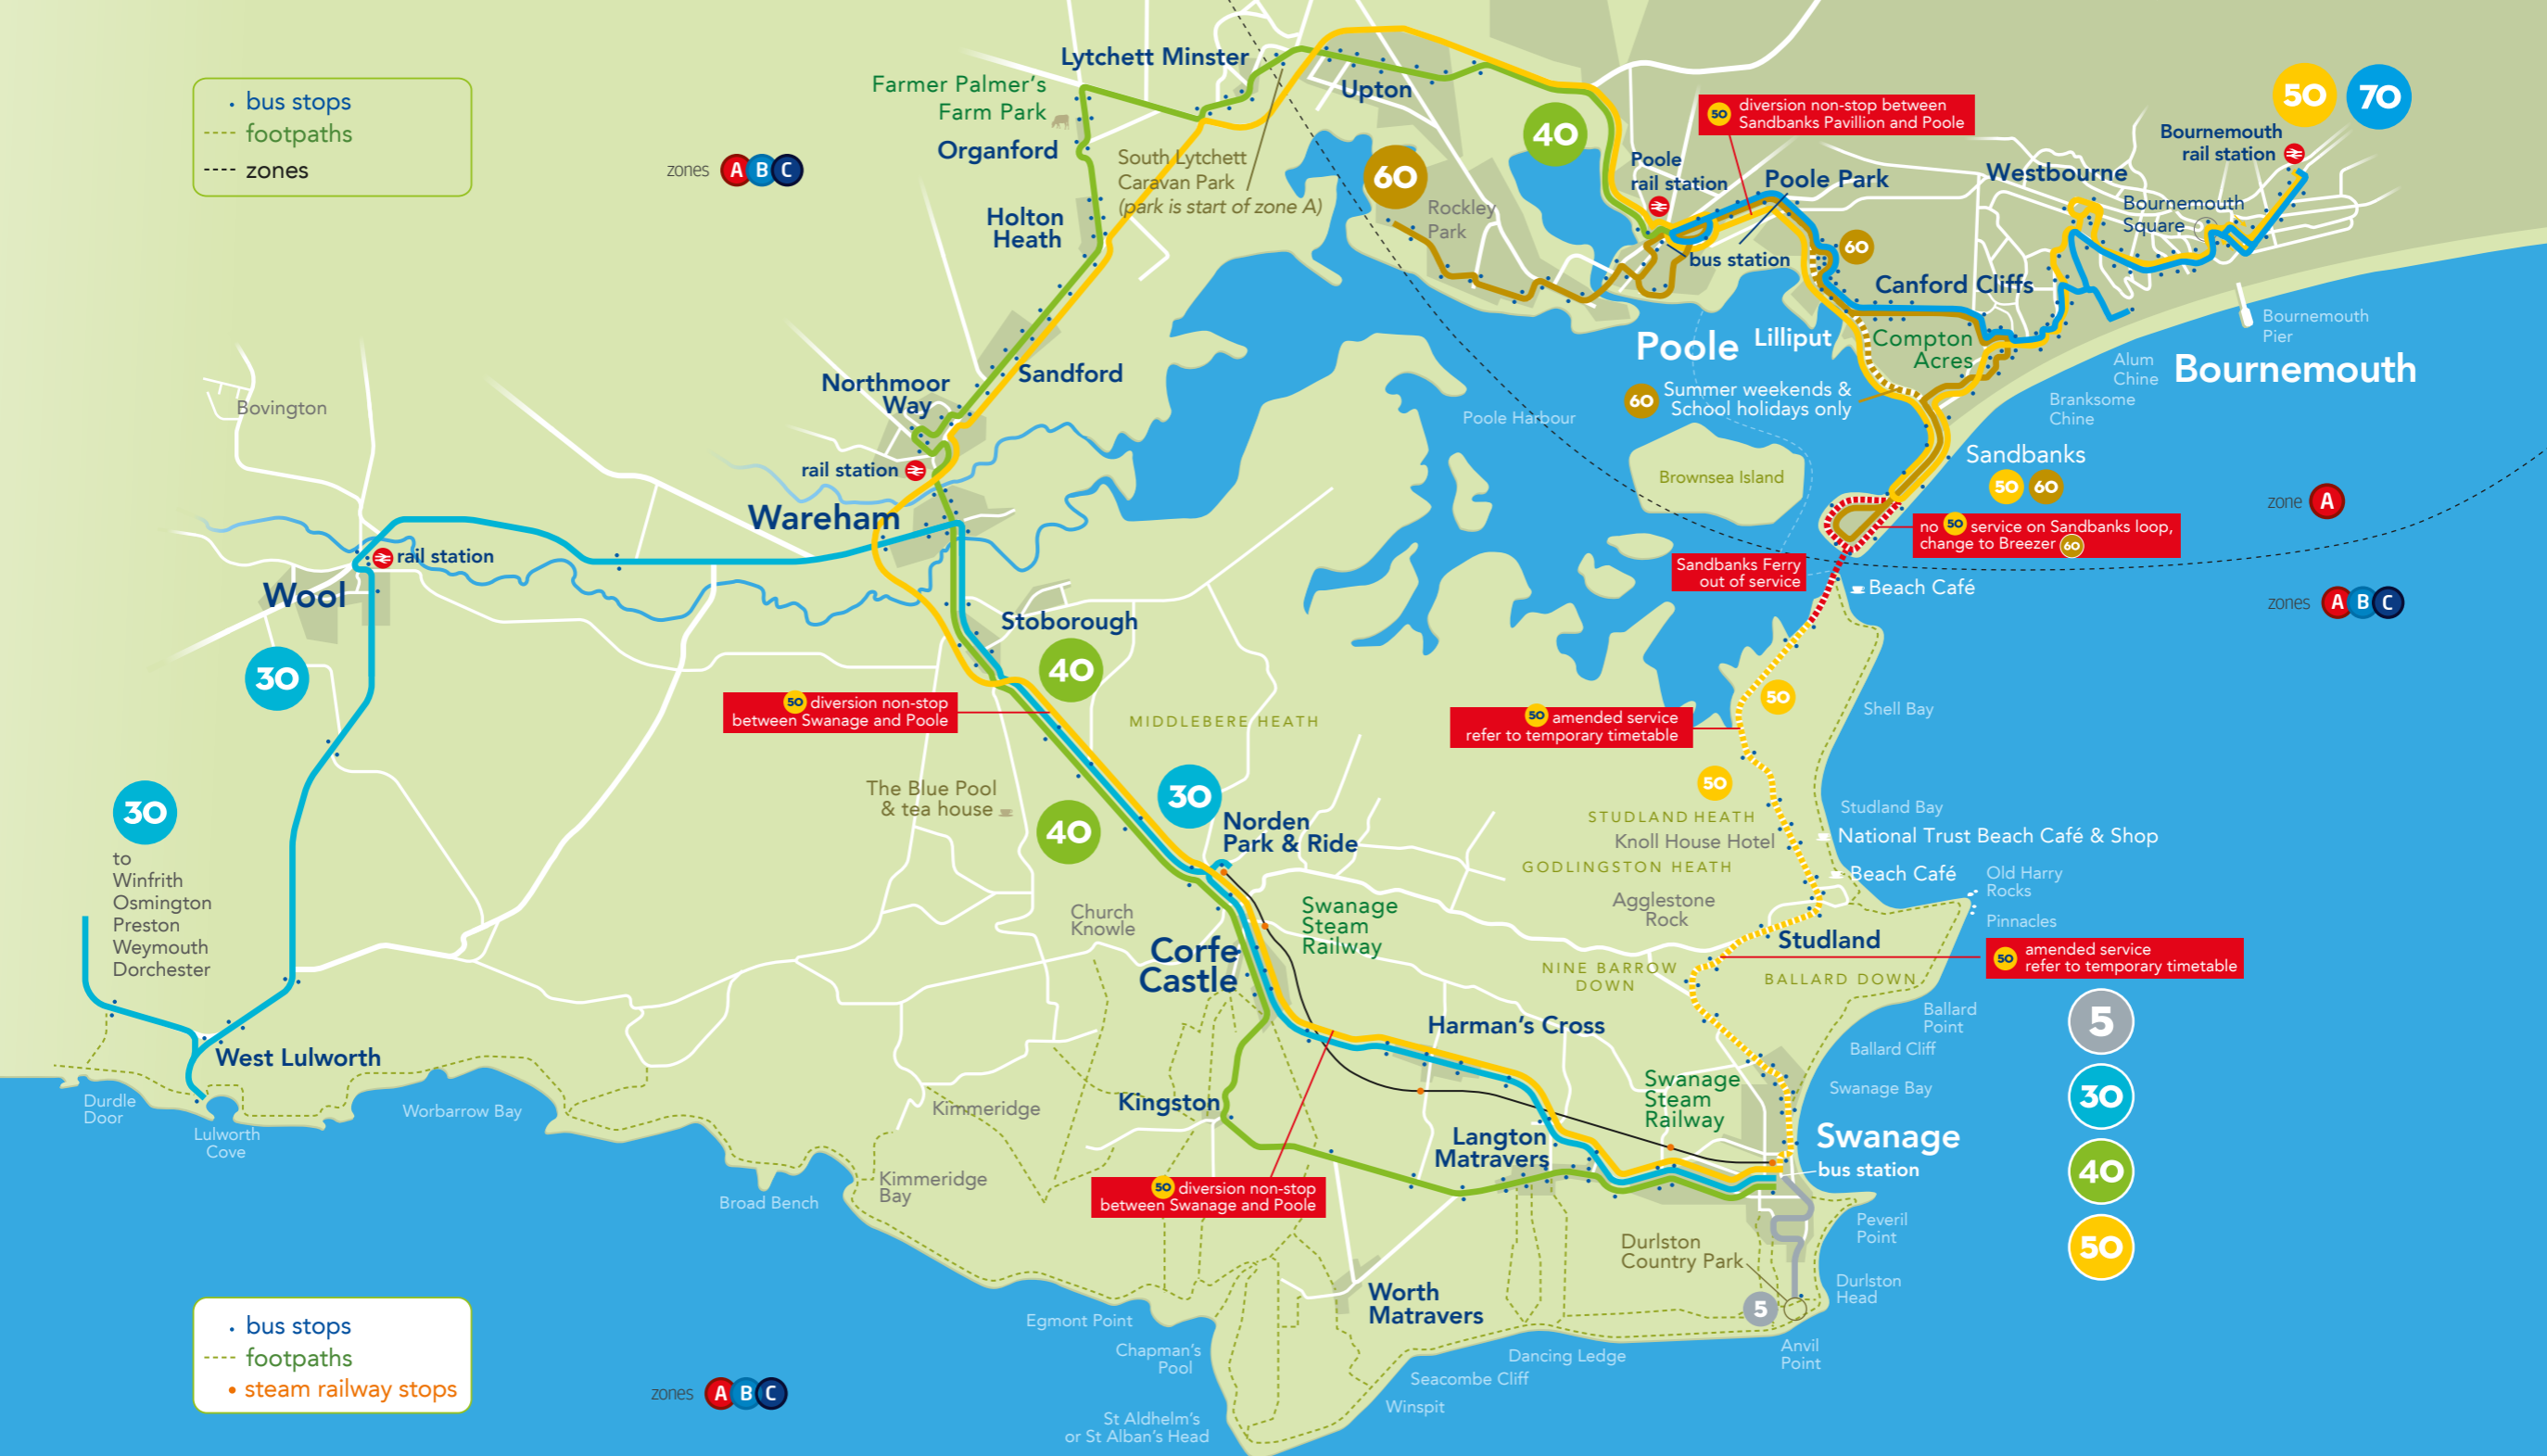 bus stops
footpaths
zones
zones A B C
Lytchett Minster
Farmer Palmer's
Farm Park
Organford
South Lytchett
Caravan Park
(park is start of zone A)
Holton
Heath
Upton
40
60
Rockley
Park
Poole
rail station
50 diversion non-stop between
Sandbanks Pavillion and Poole
Poole Park
bus station
60
50
70
Bournemouth
rail station
Westbourne
Bournemouth
Square
Canford Cliffs
Bournemouth
Pier
Poole
Lilliput
Compton
Acres
Alum
Chine
Bournemouth
Branksome
Chine
60 Summer weekends &
School holidays only
Poole Harbour
Sandbanks
50 60
Brownsea Island
zone A
no 50 service on Sandbanks loop,
change to Breezer 60
Sandbanks Ferry
out of service
Beach Café
zones A B C
Sandford
Northmoor
Way
rail station
Bovington
Wareham
rail station
Wool
30
Stoborough
40
50 diversion non-stop
between Swanage and Poole
MIDDLEBERE HEATH
50 amended service
refer to temporary timetable
50
Shell Bay
The Blue Pool
& tea house
40
30
Norden
Park & Ride
50
STUDLAND HEATH
Studland Bay
Knoll House Hotel
National Trust Beach Café & Shop
GODLINGSTON HEATH
Beach Café
Old Harry
Rocks
Pinnacles
30
to
Winfrith
Osmington
Preston
Weymouth
Dorchester
Church
Knowle
Swanage
Steam
Railway
Agglestone
Rock
Corfe
Castle
Studland
50 amended service
refer to temporary timetable
NINE BARROW
DOWN
BALLARD DOWN
Ballard
Point
5
Harman's Cross
Ballard Cliff
West Lulworth
Swanage
Steam
Railway
Swanage Bay
30
Durdle
Door
Worbarrow Bay
Kimmeridge
Kingston
Lulworth
Cove
Langton
Matravers
Swanage
bus station
40
Kimmeridge
Bay
Broad Bench
50 diversion non-stop
between Swanage and Poole
Peveril
Point
Durlston
Country Park
50
Durlston
Head
Worth
Matravers
5
Egmont Point
Anvil
Point
Chapman's
Pool
Dancing Ledge
Seacombe Cliff
Winspit
St Aldhelm's
or St Alban's Head
bus stops
footpaths
steam railway stops
zones A B C